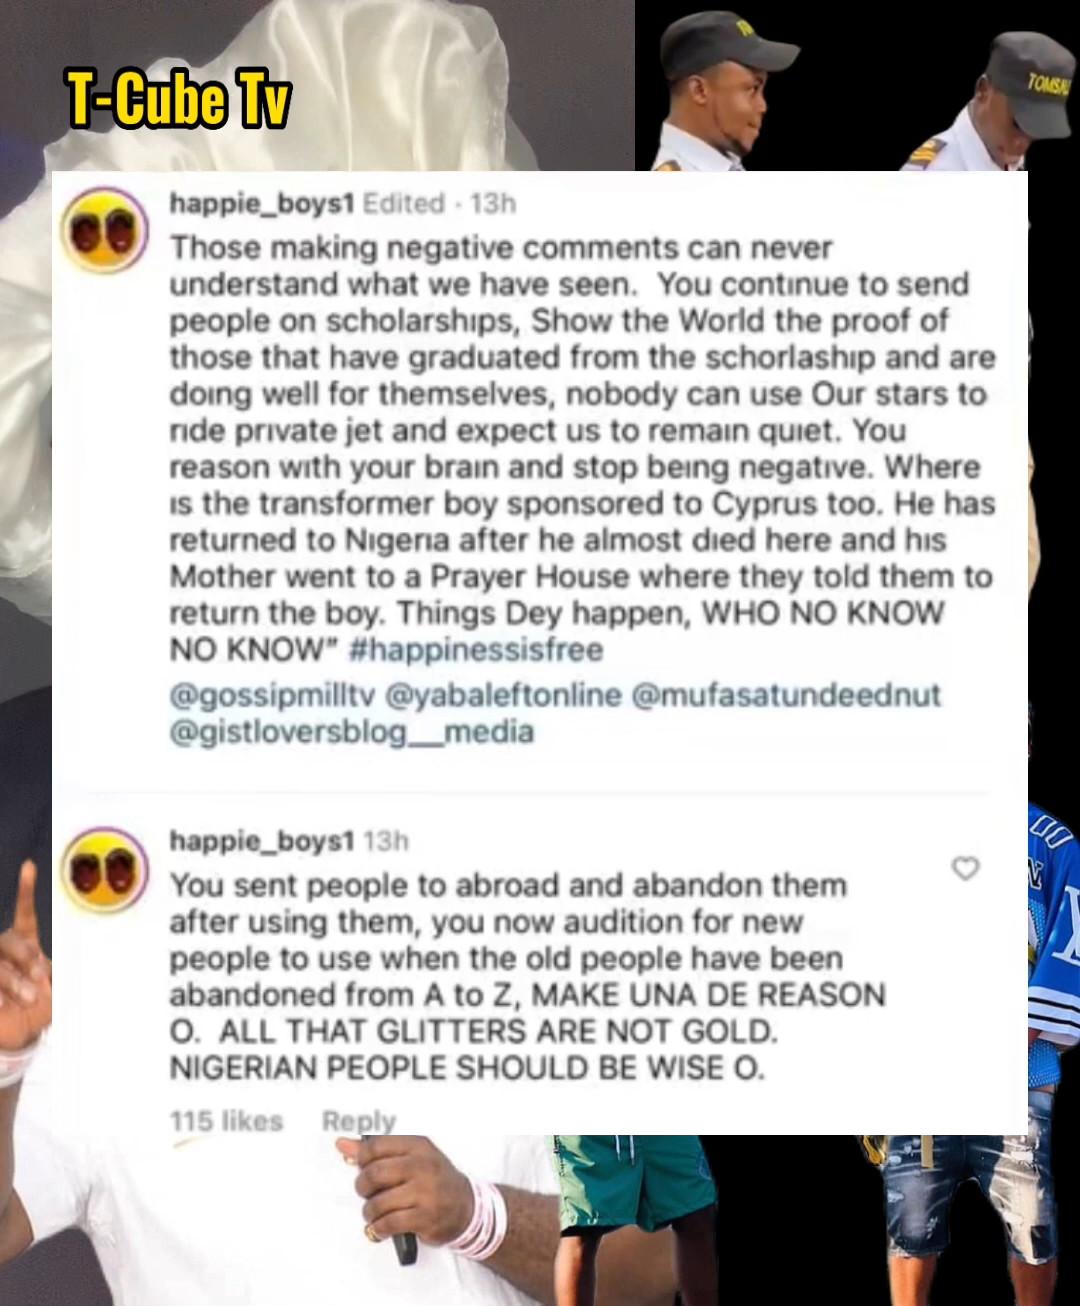 T-Cube Tv
TOMSAL
happie_boys1 Edited · 13h
Those making negative comments can never
understand what we have seen. You continue to send
people on scholarships, Show the World the proof of
those that have graduated from the schorlaship and are
doing well for themselves, nobody can use Our stars to
ride private jet and expect us to remain quiet. You
reason with your brain and stop being negative. Where
is the transformer boy sponsored to Cyprus too. He has
returned to Nigeria after he almost died here and his
Mother went to a Prayer House where they told them to
return the boy. Things Dey happen, WHO NO KNOW
NO KNOW" #happinessisfree
@gossipmilltv @yabaleftonline @mufasatundeednut
@gistloversblog__media
happie_boys1 13h
You sent people to abroad and abandon them
after using them, you now audition for new
people to use when the old people have been
abandoned from A to Z, MAKE UNA DE REASON
O. ALL THAT GLITTERS ARE NOT GOLD.
NIGERIAN PEOPLE SHOULD BE WISE O.
115 likes Reply